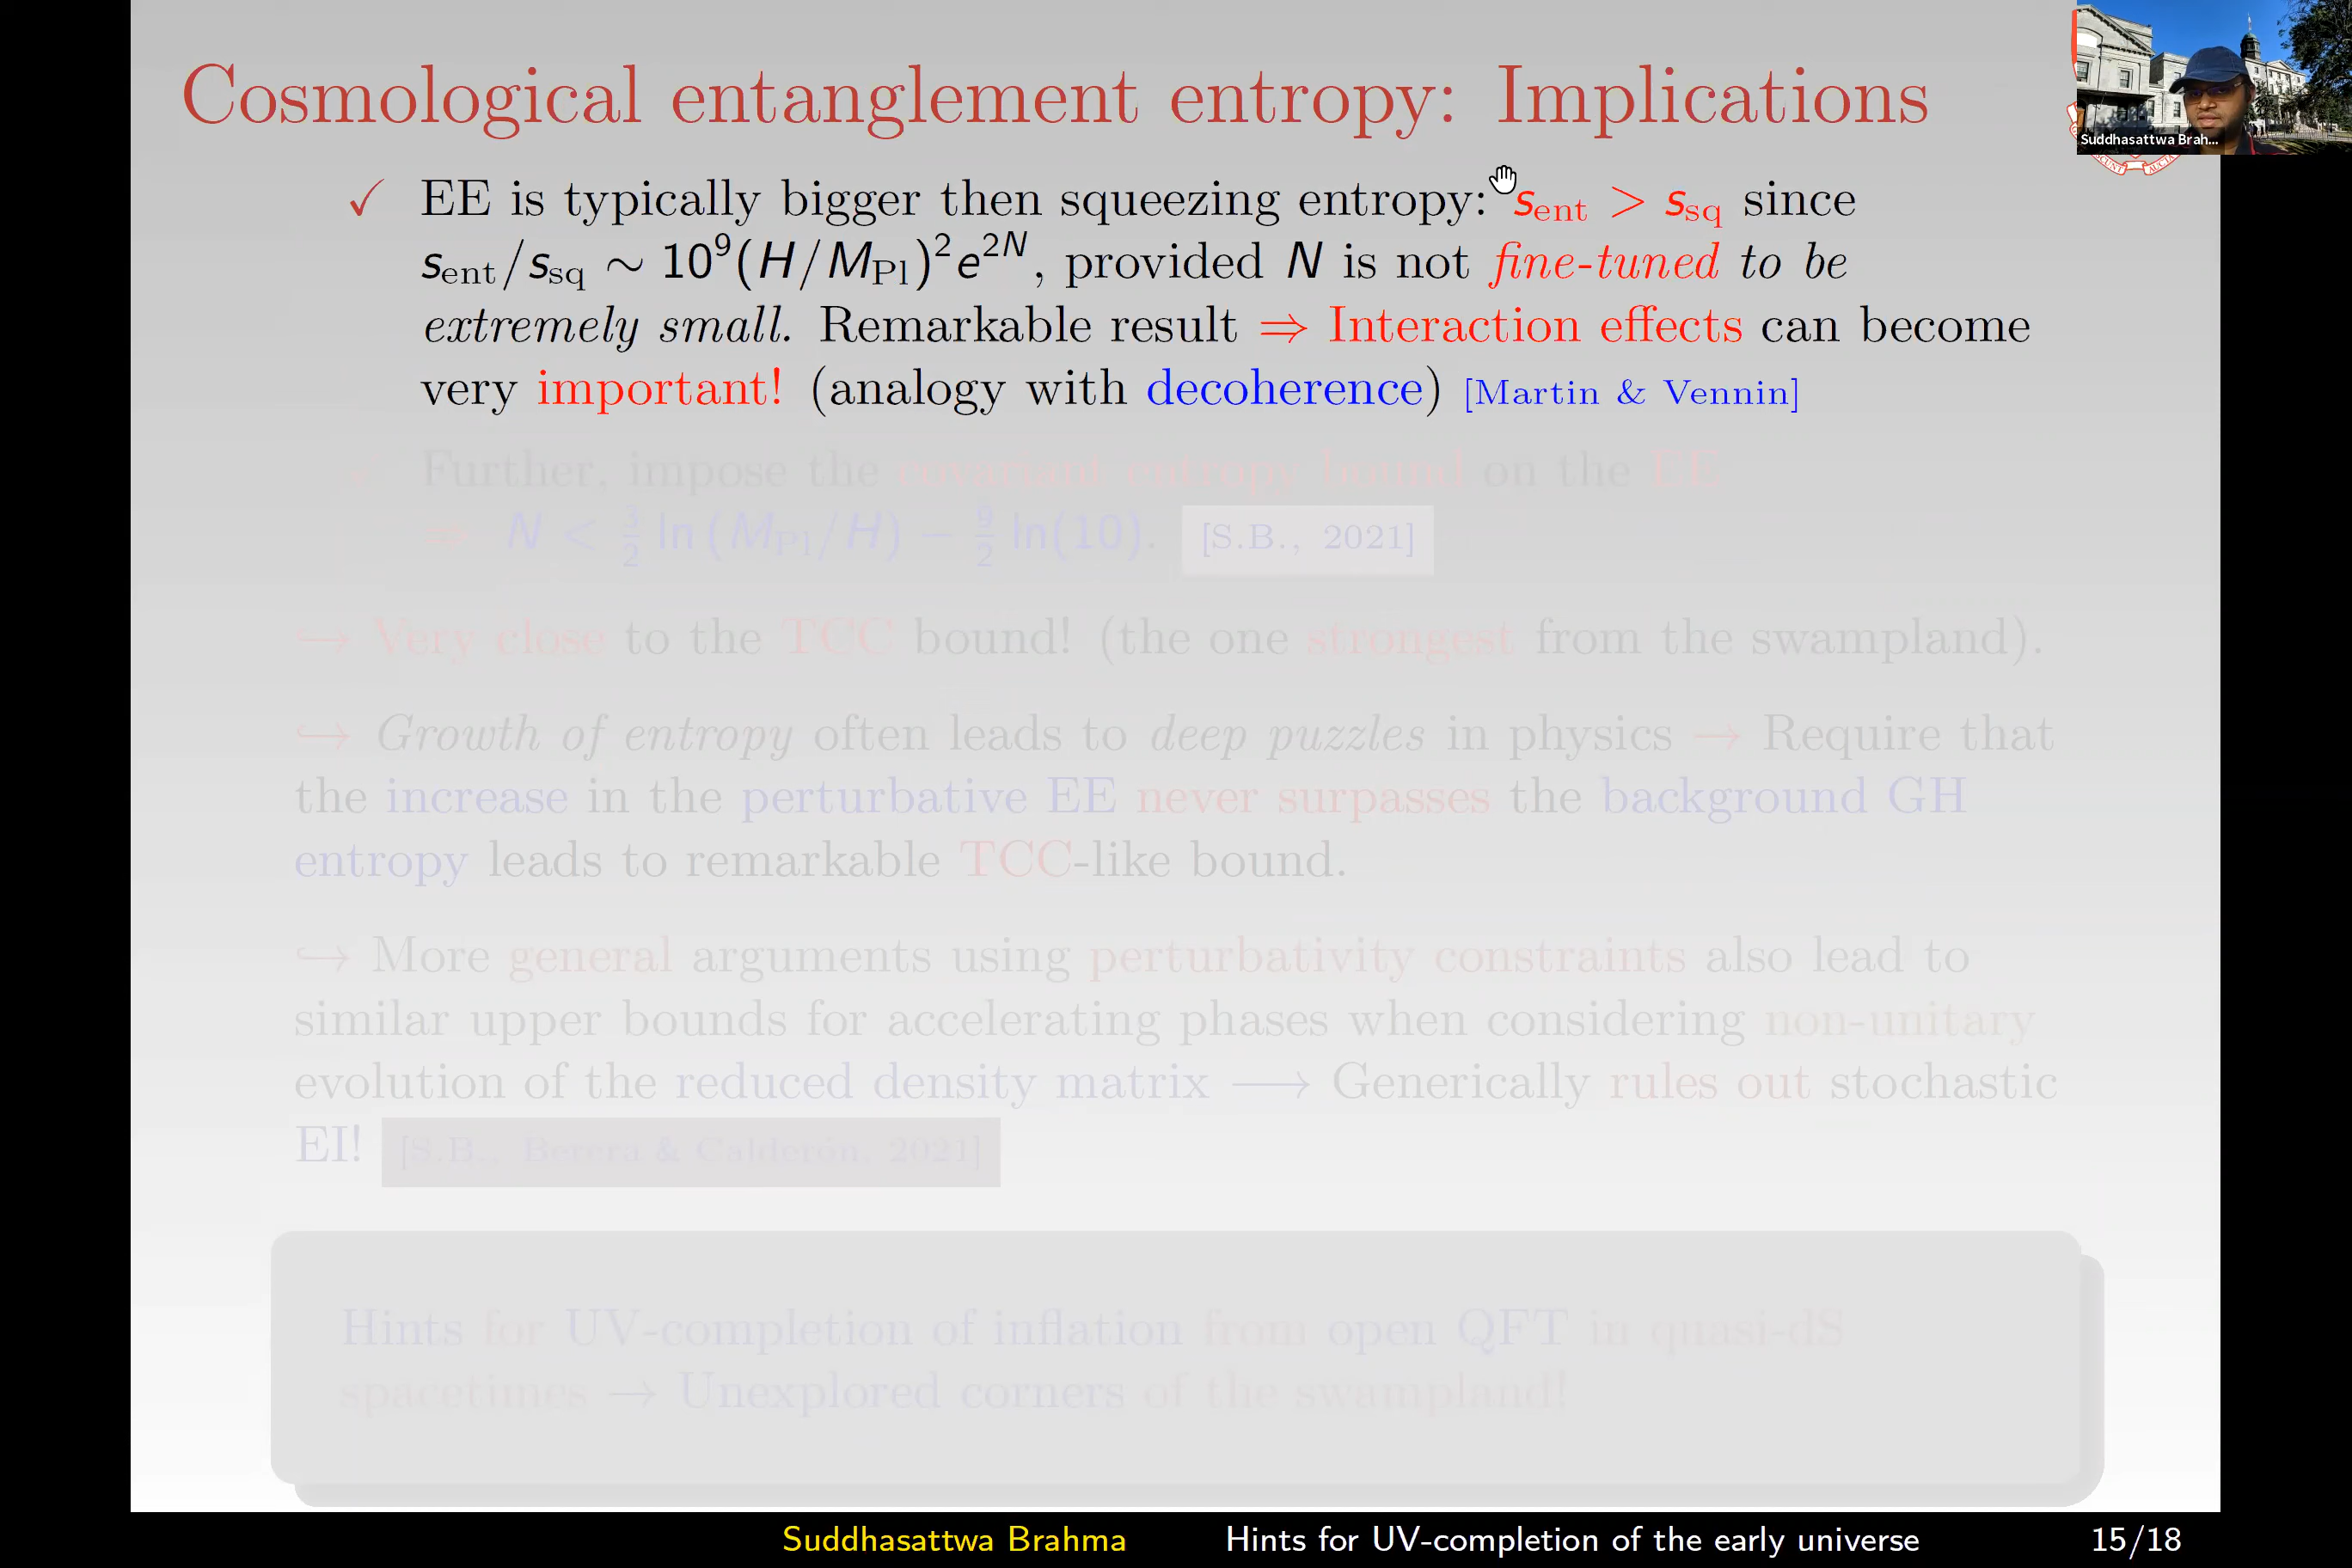 Cosmological entanglement entropy: Implications
Suddhasattwa Brah...
✓ EE is typically bigger then squeezing entropy: s_ent > s_sq since
s_ent/s_sq ∼ 10⁹(H/M_Pl)²e^{2N}, provided N is not fine-tuned to be
extremely small. Remarkable result ⇒ Interaction effects can become
very important! (analogy with decoherence) [Martin & Vennin]
✓ Further, impose the covariant entropy bound on the EE
⇒ N < 3/2 ln (M_Pl/H) − 9/2 ln(10). [S.B., 2021]
↪ Very close to the TCC bound! (the one strongest from the swampland).
↪ Growth of entropy often leads to deep puzzles in physics → Require that
the increase in the perturbative EE never surpasses the background GH
entropy leads to remarkable TCC-like bound.
↪ More general arguments using perturbativity constraints also lead to
similar upper bounds for accelerating phases when considering non-unitary
evolution of the reduced density matrix ⟶ Generically rules out stochastic
EI! [S.B., Berera & Calderón, 2021]
Hints for UV-completion of inflation from open QFT in quasi-dS
spacetimes → Unexplored corners of the swampland!
Suddhasattwa Brahma Hints for UV-completion of the early universe 15/18